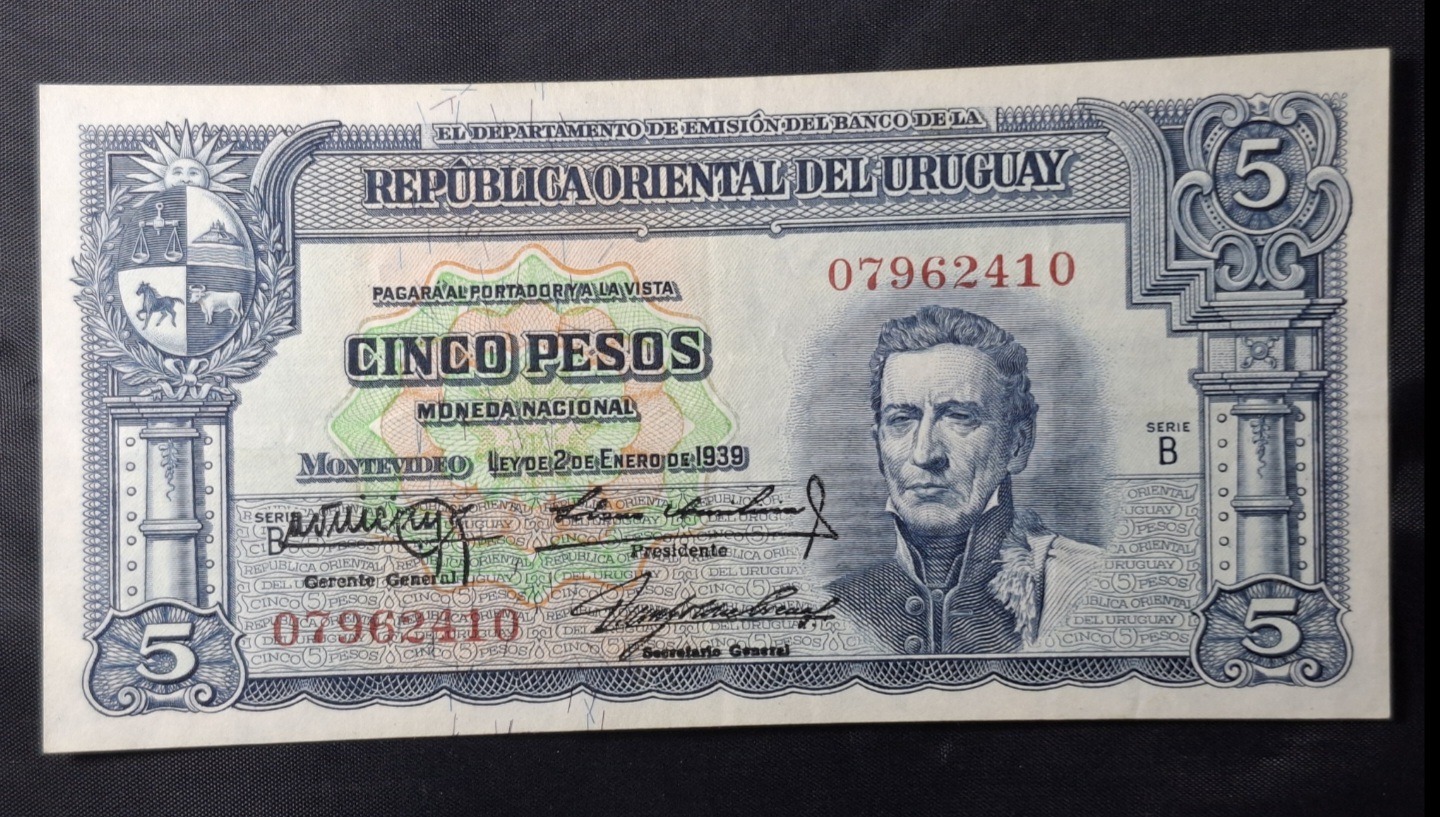 EL DEPARTAMENTO DE EMISIÓN DEL BANCO DE LA
REPÚBLICA ORIENTAL DEL URUGUAY
5
07962410
PAGARÁ AL PORTADOR Y A LA VISTA
CINCO PESOS
MONEDA NACIONAL
MONTEVIDEO LEY DE 2 DE ENERO DE 1939
SERIE
B
SERIE
B
Presidente
Gerente General
07962410
Secretario General
5
5